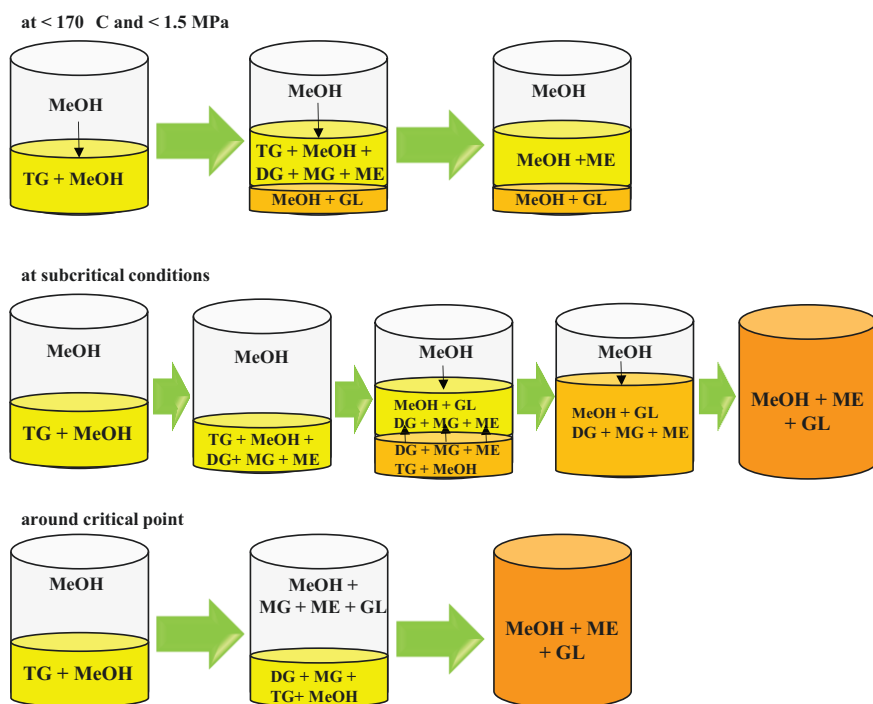 at < 170 C and < 1.5 MPa
MeOH
TG + MeOH
MeOH
TG + MeOH +
DG + MG + ME
MeOH + GL
MeOH
MeOH +ME
MeOH + GL
at subcritical conditions
MeOH
TG + MeOH
MeOH
TG + MeOH +
DG+ MG + ME
MeOH
MeOH + GL
DG + MG + ME
DG + MG + ME
TG + MeOH
MeOH
MeOH + GL
DG + MG + ME
MeOH + ME
+ GL
around critical point
MeOH
TG + MeOH
MeOH +
MG + ME + GL
DG + MG +
TG+ MeOH
MeOH + ME
+ GL